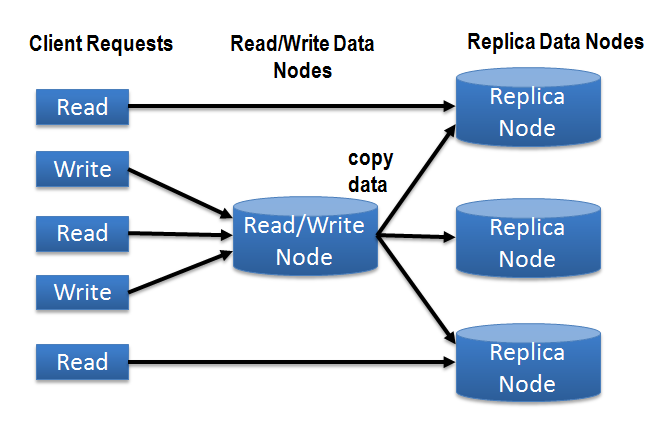 Client Requests
Read/Write Data
Nodes
Replica Data Nodes
Read
Write
Read
Write
Read
Read/Write
Node
copy
data
Replica
Node
Replica
Node
Replica
Node